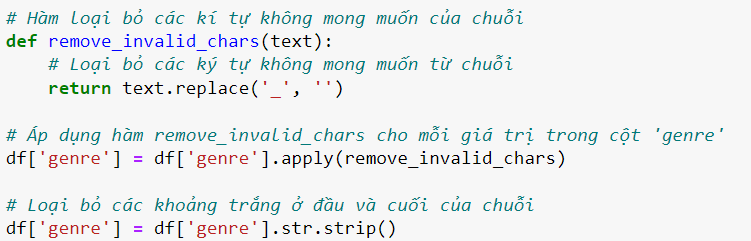 # Hàm loại bỏ các kí tự không mong muốn của chuỗi
def remove_invalid_chars(text):
    # Loại bỏ các ký tự không mong muốn từ chuỗi
    return text.replace('_', '')
# Áp dụng hàm remove_invalid_chars cho mỗi giá trị trong cột 'genre'
df['genre'] = df['genre'].apply(remove_invalid_chars)
# Loại bỏ các khoảng trắng ở đầu và cuối của chuỗi
df['genre'] = df['genre'].str.strip()